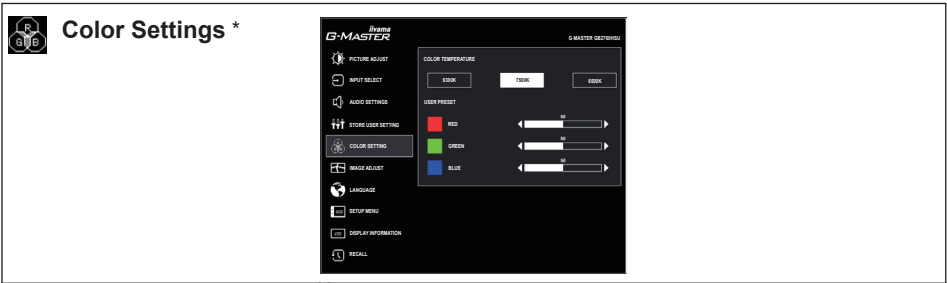 R
G B
Color Settings *
iiyama
G-MASTER
G-MASTER GB2760HSU
PICTURE ADJUST
INPUT SELECT
AUDIO SETTINGS
STORE USER SETTING
COLOR SETTING
IMAGE ADJUST
LANGUAGE
SETUP MENU
DISPLAY INFORMATION
RECALL
COLOR TEMPERATURE
9300K 7500K 6500K
USER PRESET
RED 50
GREEN 50
BLUE 50